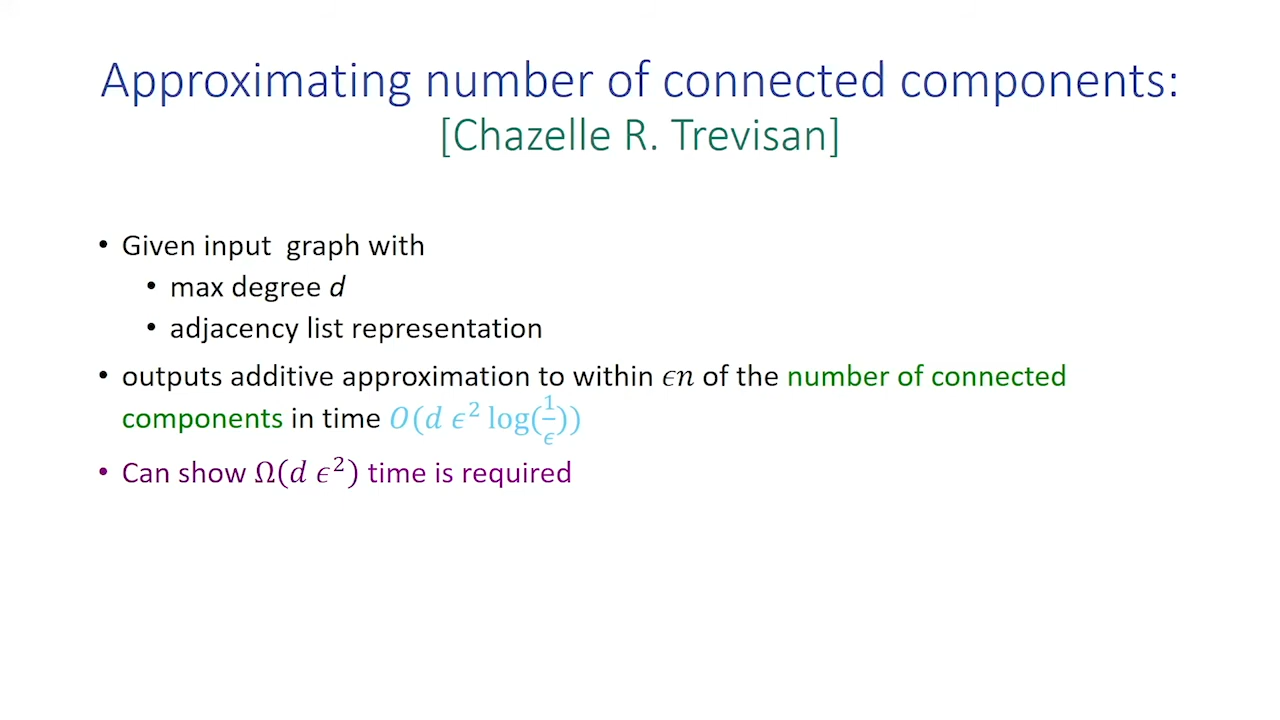 Approximating number of connected components:
[Chazelle R. Trevisan]
• Given input graph with
• max degree d
• adjacency list representation
• outputs additive approximation to within ϵn of the number of connected
components in time O(d ϵ² log(1/ϵ))
• Can show Ω(d ϵ²) time is required